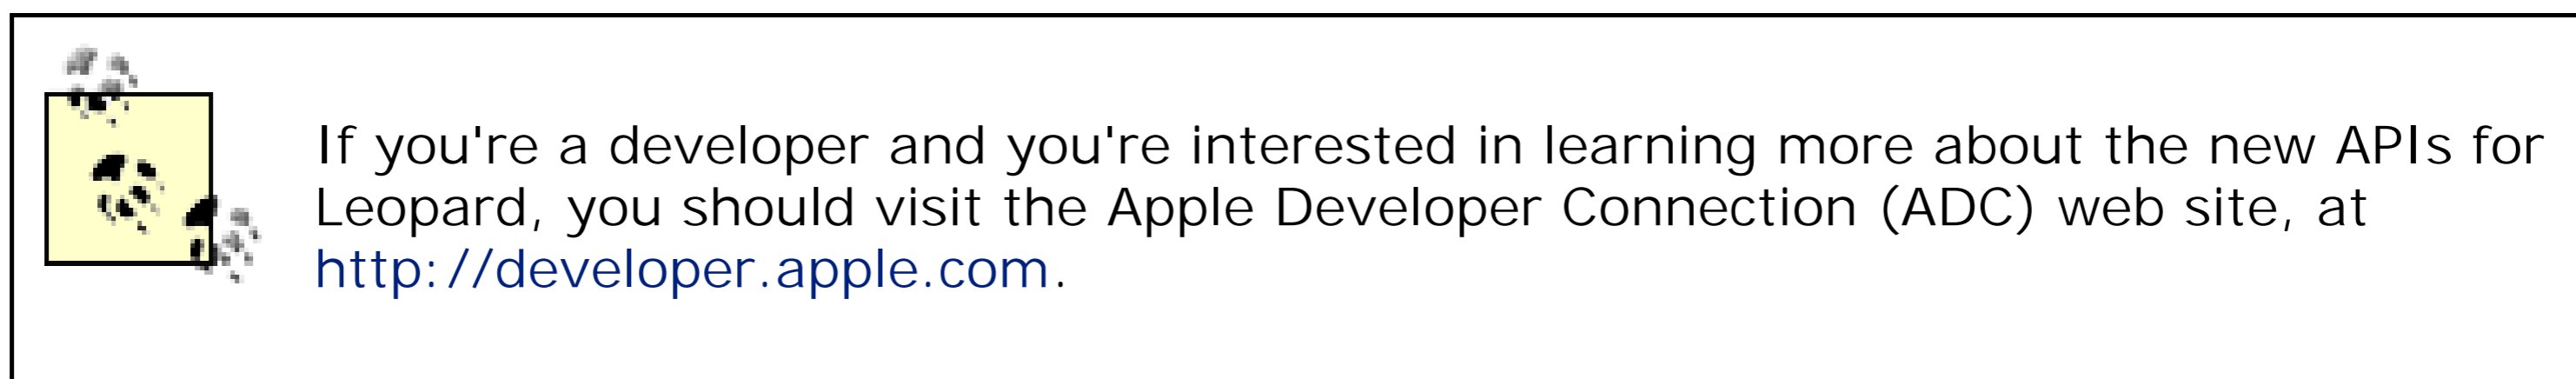 If you're a developer and you're interested in learning more about the new APIs for
Leopard, you should visit the Apple Developer Connection (ADC) web site, at
http://developer.apple.com.